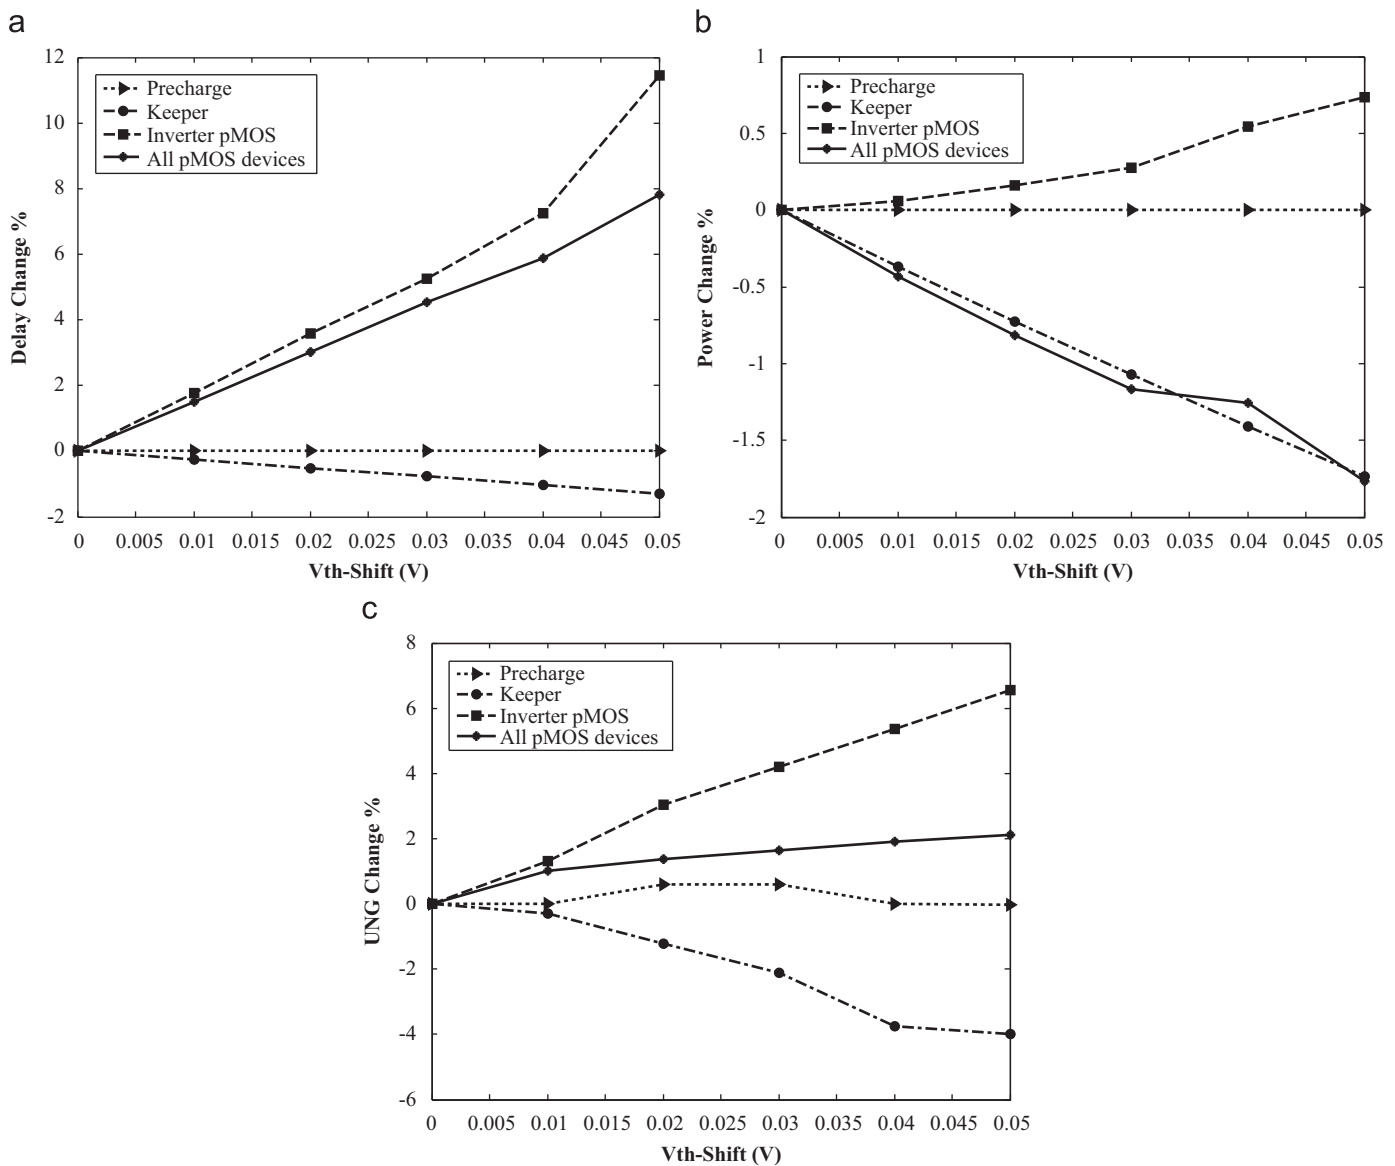 a
12
10
8
6
4
2
0
-2
Delay Change %
Precharge
Keeper
Inverter pMOS
All pMOS devices
0 0.005 0.01 0.015 0.02 0.025 0.03 0.035 0.04 0.045 0.05
Vth-Shift (V)
b
1
0.5
0
-0.5
-1
-1.5
-2
Power Change %
Precharge
Keeper
Inverter pMOS
All pMOS devices
0 0.005 0.01 0.015 0.02 0.025 0.03 0.035 0.04 0.045 0.05
Vth-Shift (V)
c
8
6
4
2
0
-2
-4
-6
UNG Change %
Precharge
Keeper
Inverter pMOS
All pMOS devices
0 0.005 0.01 0.015 0.02 0.025 0.03 0.035 0.04 0.045 0.05
Vth-Shift (V)